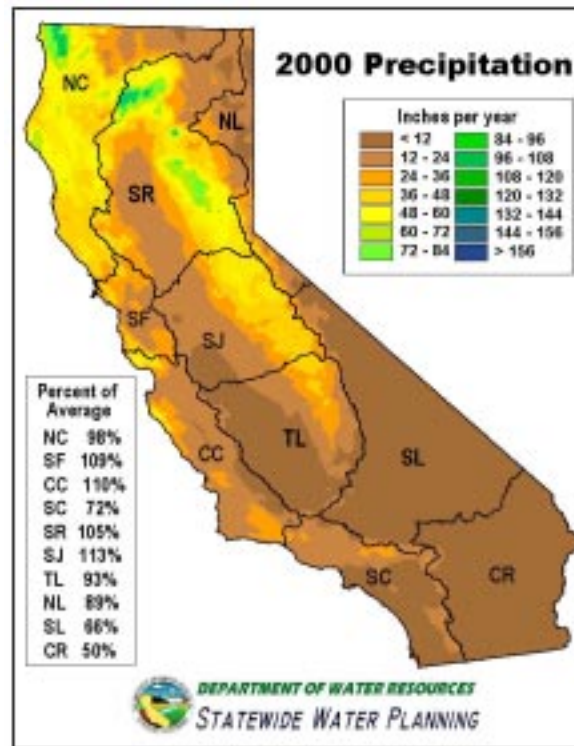 2000 Precipitation
Inches per year
< 12
12 - 24
24 - 36
36 - 48
48 - 60
60 - 72
72 - 84
84 - 96
96 - 108
108 - 120
120 - 132
132 - 144
144 - 156
> 156
NC
NL
SR
SF
SJ
CC
TL
SL
SC
CR
Percent of
Average
NC 98%
SF 109%
CC 110%
SC 72%
SR 105%
SJ 113%
TL 93%
NL 89%
SL 66%
CR 50%
DEPARTMENT OF WATER RESOURCES
STATEWIDE WATER PLANNING